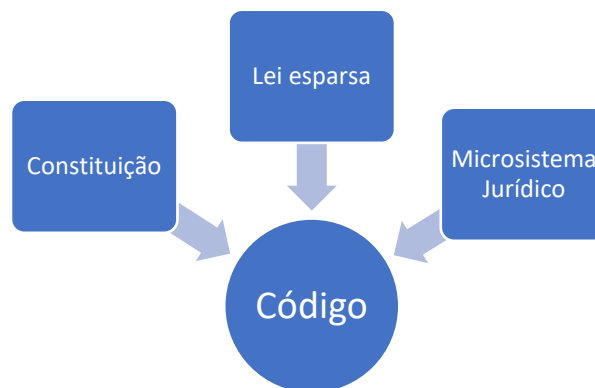 Lei esparsa
Constituição
Microsistema
Jurídico
Código